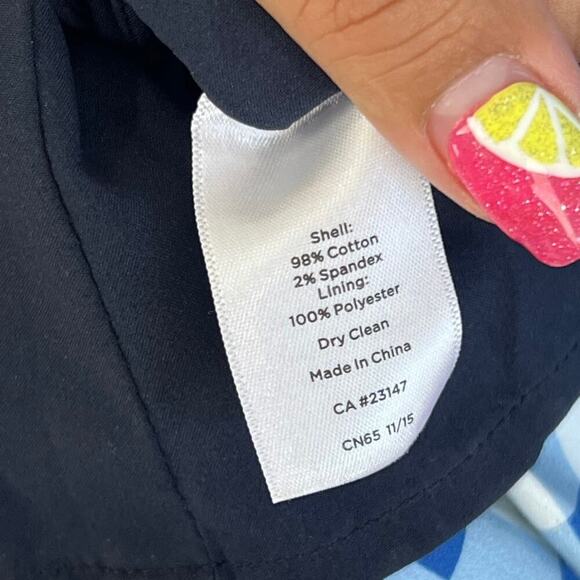 Shell:
98% Cotton
2% Spandex
Lining:
100% Polyester
Dry Clean
Made In China
CA #23147
CN65 11/15